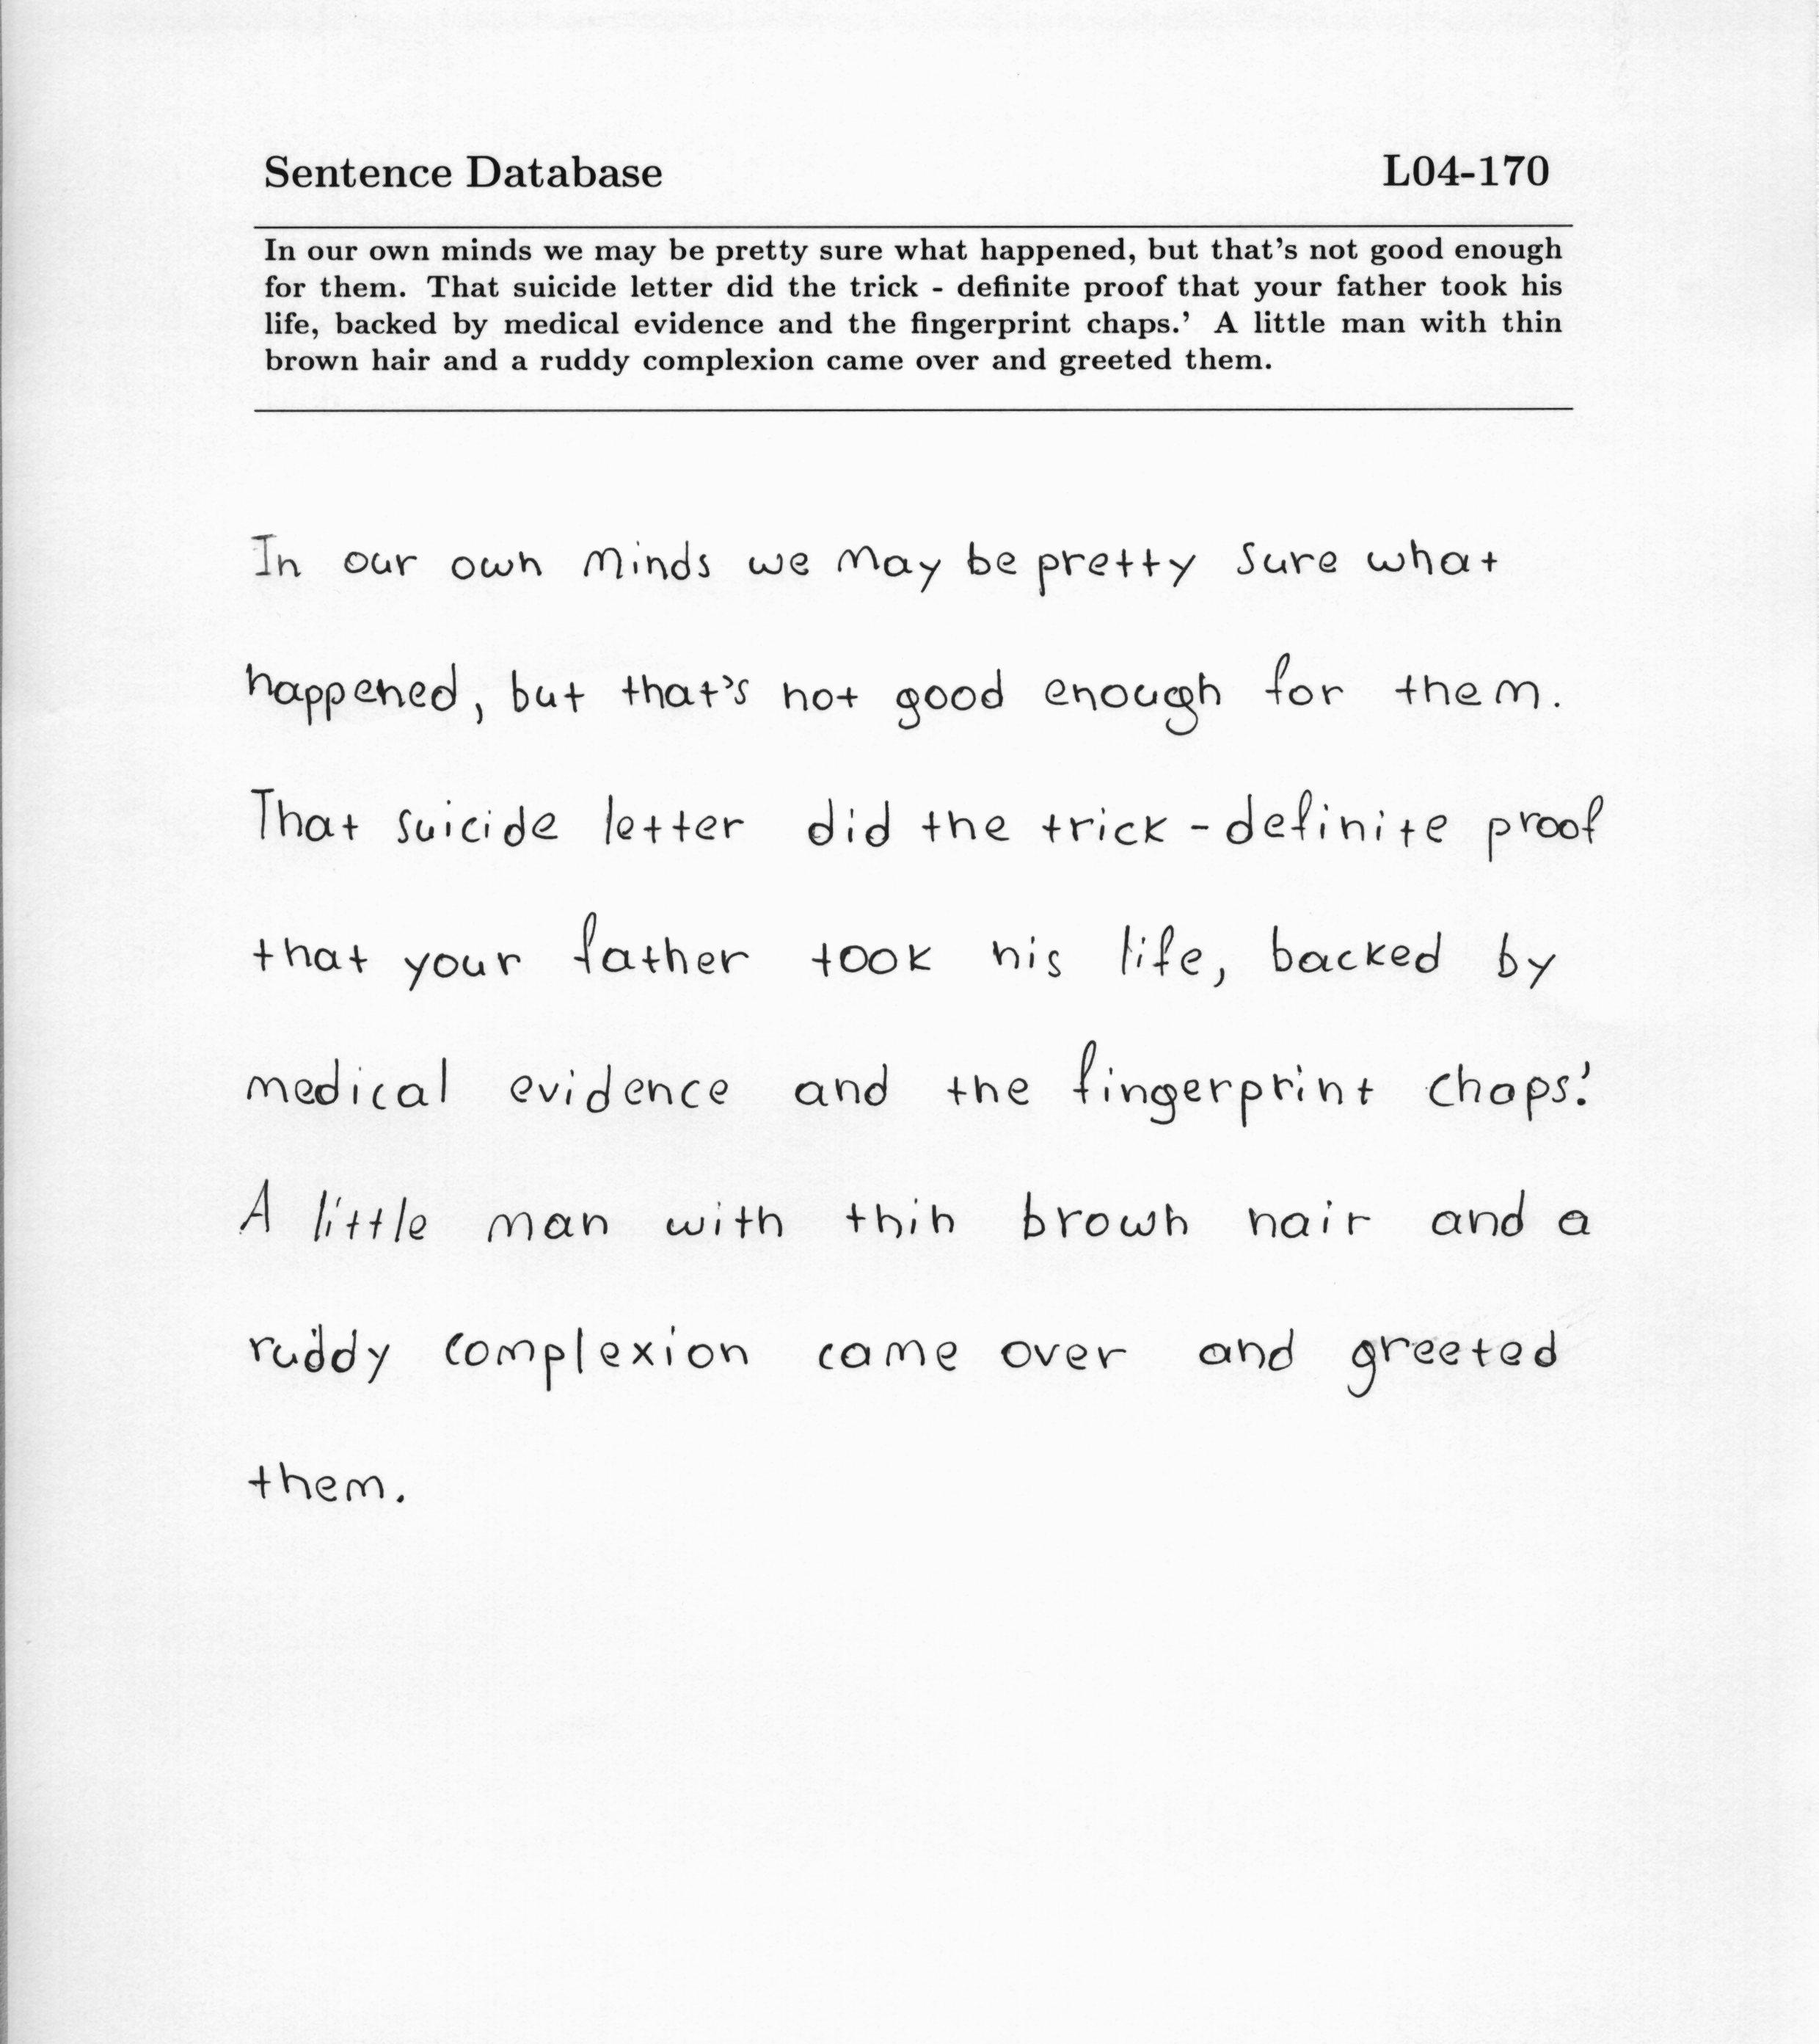 Sentence Database L04-170
In our own minds we may be pretty sure what happened, but that's not good enough
for them. That suicide letter did the trick - definite proof that your father took his
life, backed by medical evidence and the fingerprint chaps.' A little man with thin
brown hair and a ruddy complexion came over and greeted them.
In our own minds we may be pretty sure what
happened, but that's not good enough for them.
That suicide letter did the trick - definite proof
that your father took his life, backed by
medical evidence and the fingerprint chaps.'
A little man with thin brown hair and a
ruddy complexion came over and greeted
them.